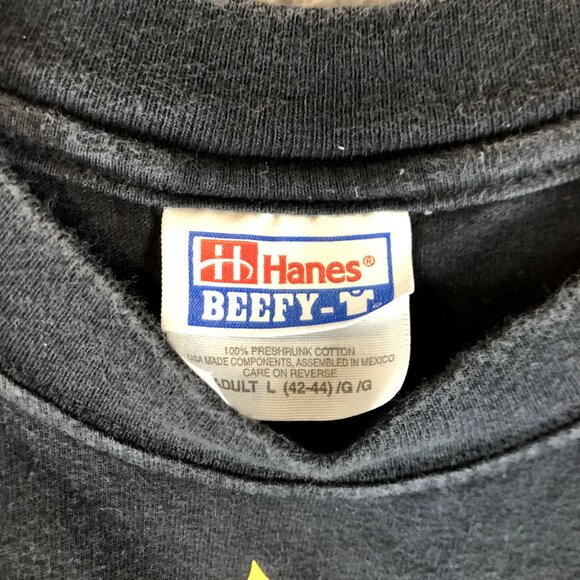 Hanes®
BEEFY-
100% PRESHRUNK COTTON
USA MADE COMPONENTS, ASSEMBLED IN MEXICO
CARE ON REVERSE
ADULT L (42-44) /G /G